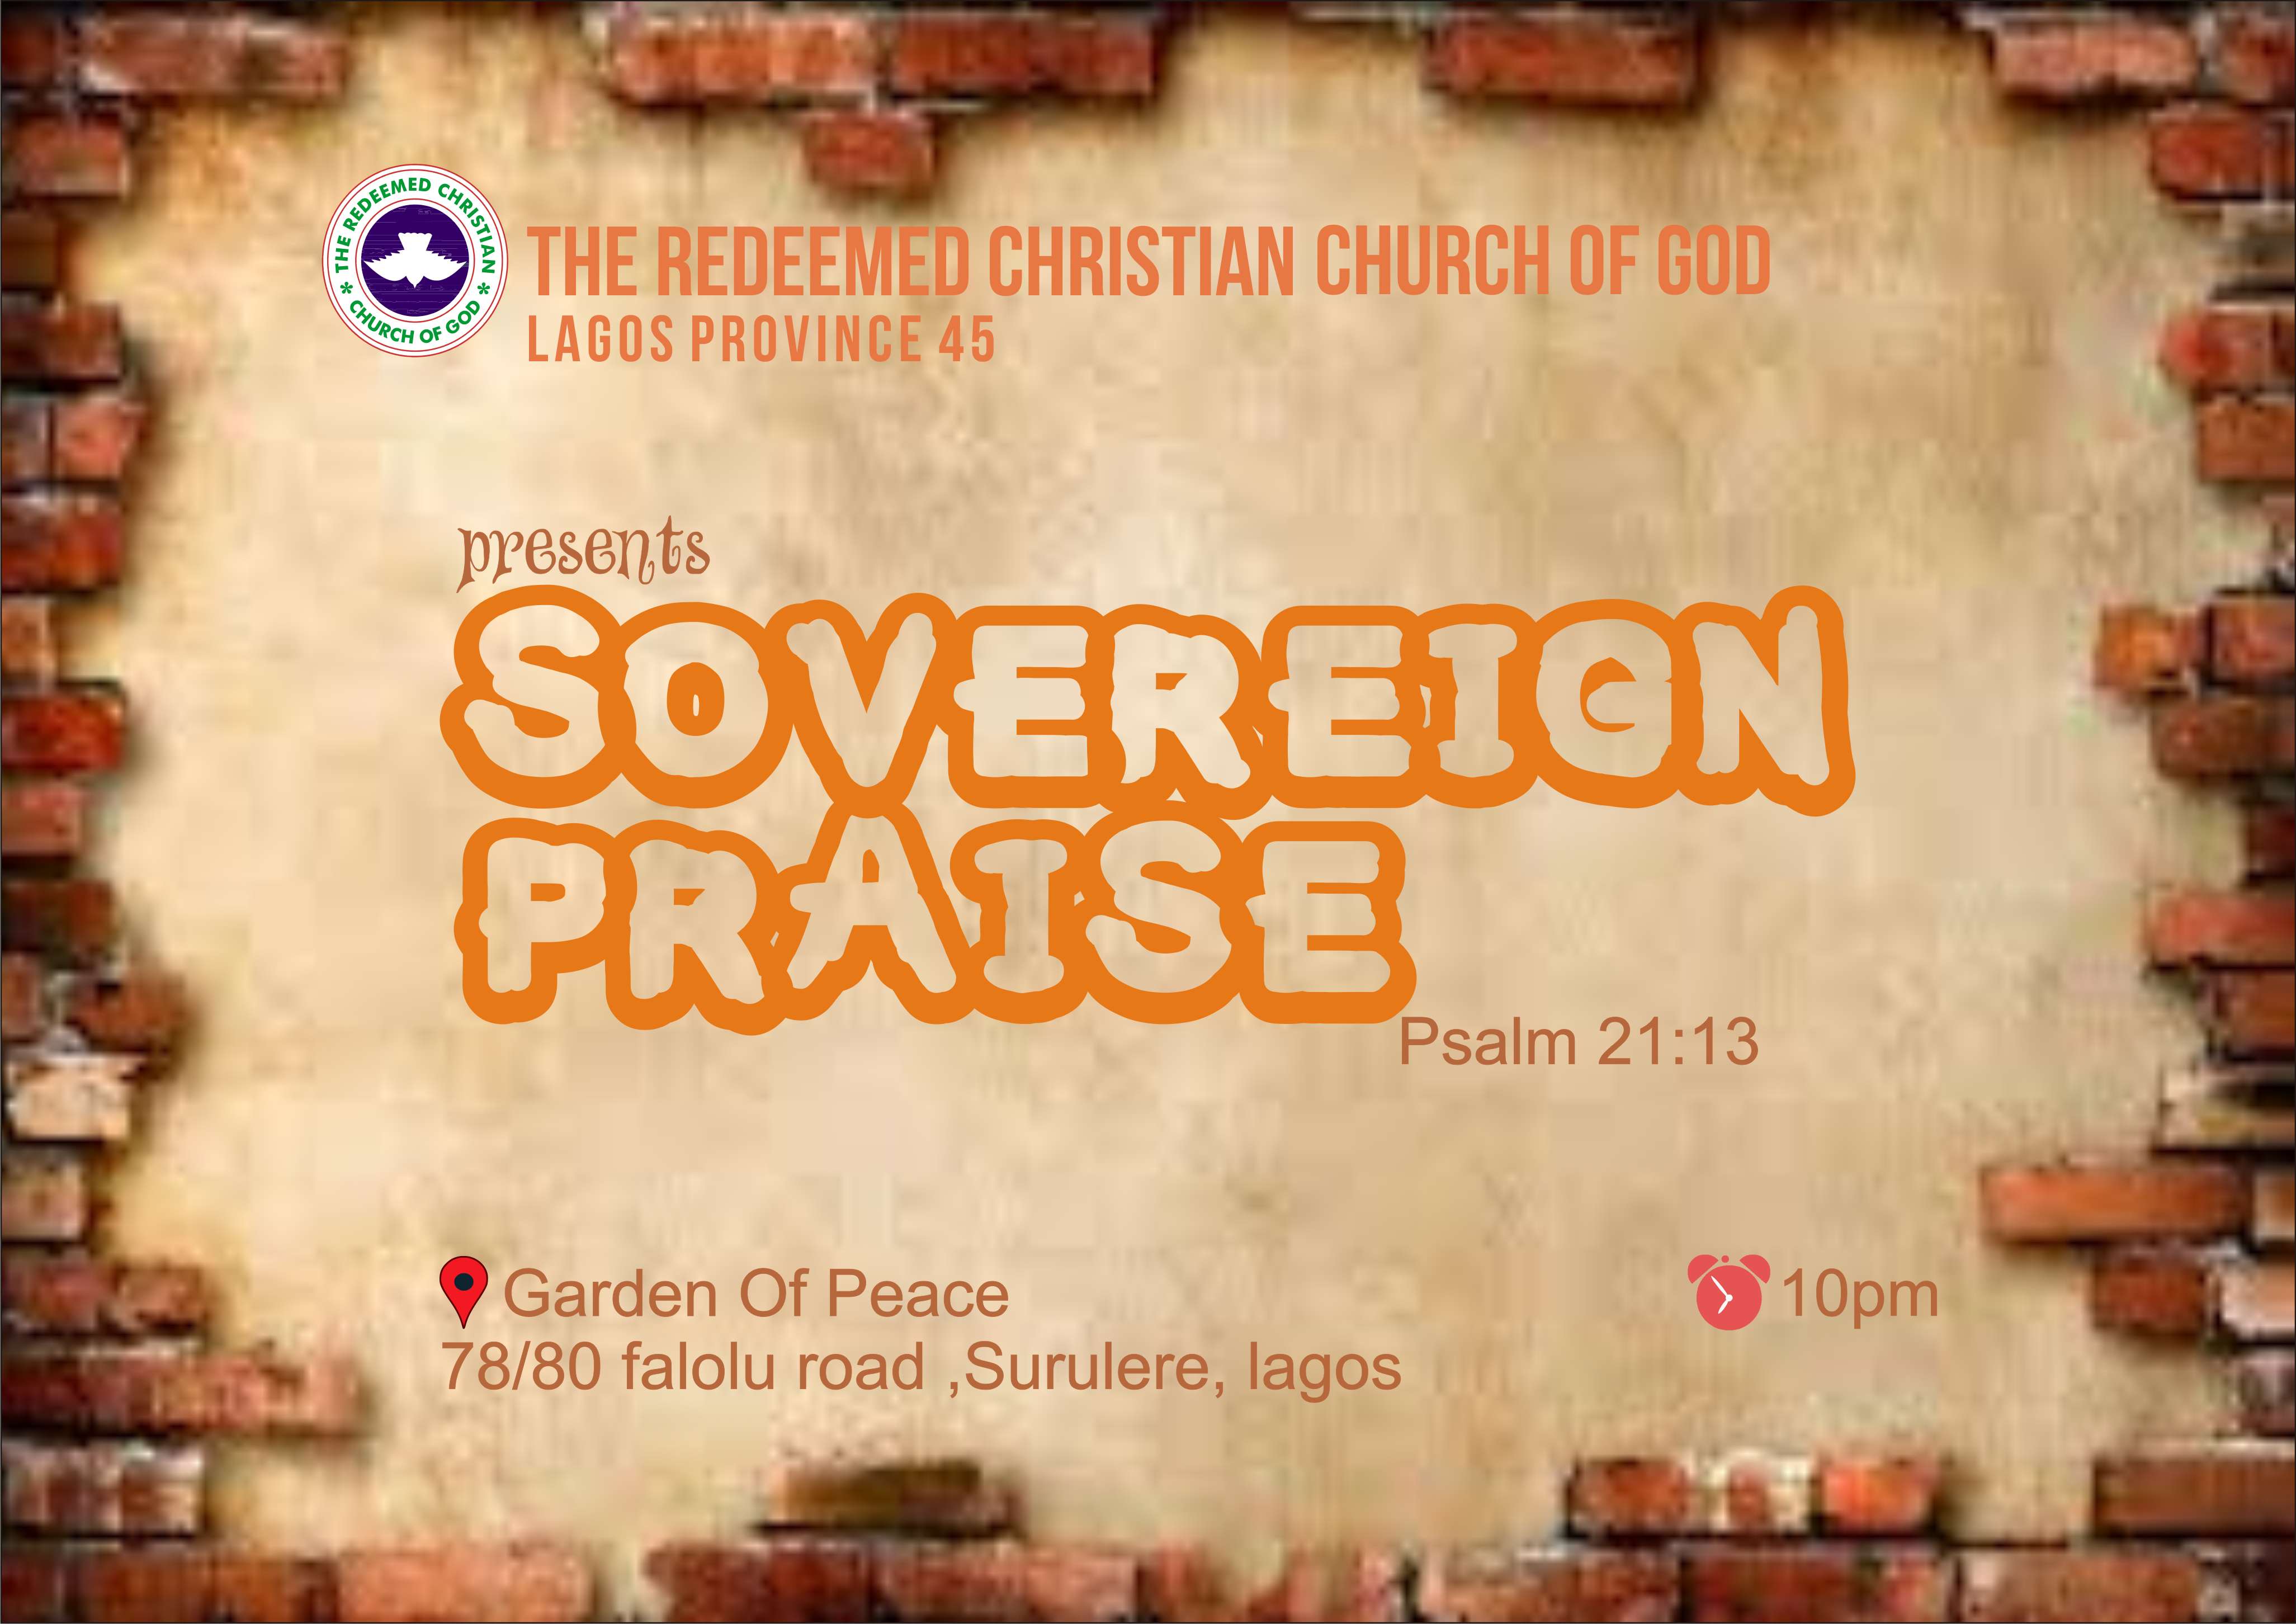 THE REDEEMED CHRISTIAN
CHURCH OF GOD
THE REDEEMED CHRISTIAN CHURCH OF GOD
LAGOS PROVINCE 45
presents
SOVEREIGN
PRAISE
Psalm 21:13
Garden Of Peace
10pm
78/80 falolu road ,Surulere, lagos